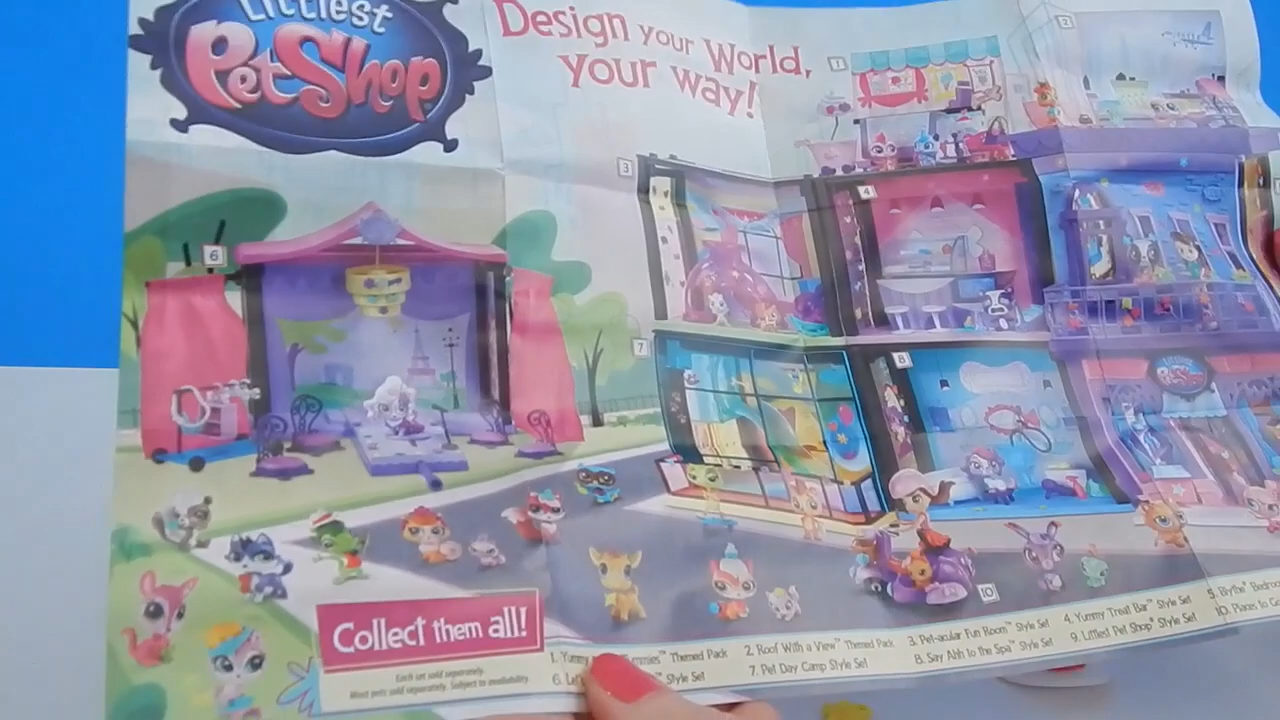 Littlest
PetShop
Design your World,
your way!
1
2
3
4
6
7
8
10
LITTLEST
PetShop
Collect them all!
Each set sold separately.
Most pets sold separately. Subject to availability.
1. Yummy Themed Pack
2. Roof With a View™ Themed Pack
3. Pet-acular Fun Room™ Style Set
4. Yummy Treat Bar™ Style Set
5. Blythe® Bedroo
6. Style Set
7. Pet Day Camp Style Set
8. Say Ahh to the Spa™ Style Set
9. Littlest Pet Shop® Style Set
10. Places to